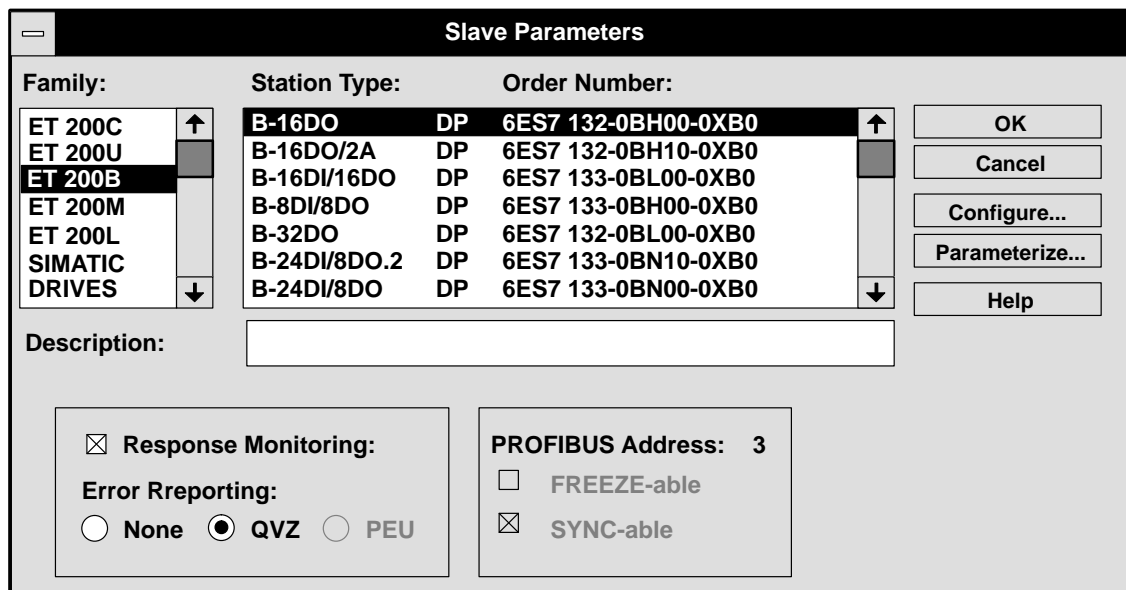 Slave Parameters
Family:
Station Type:
Order Number:
ET 200C
ET 200U
ET 200B
ET 200M
ET 200L
SIMATIC
DRIVES
B-16DO DP 6ES7 132-0BH00-0XB0
B-16DO/2A DP 6ES7 132-0BH10-0XB0
B-16DI/16DO DP 6ES7 133-0BL00-0XB0
B-8DI/8DO DP 6ES7 133-0BH00-0XB0
B-32DO DP 6ES7 132-0BL00-0XB0
B-24DI/8DO.2 DP 6ES7 133-0BN10-0XB0
B-24DI/8DO DP 6ES7 133-0BN00-0XB0
OK
Cancel
Configure...
Parameterize...
Help
Description:
Response Monitoring:
Error Rreporting:
None QVZ PEU
PROFIBUS Address: 3
FREEZE-able
SYNC-able